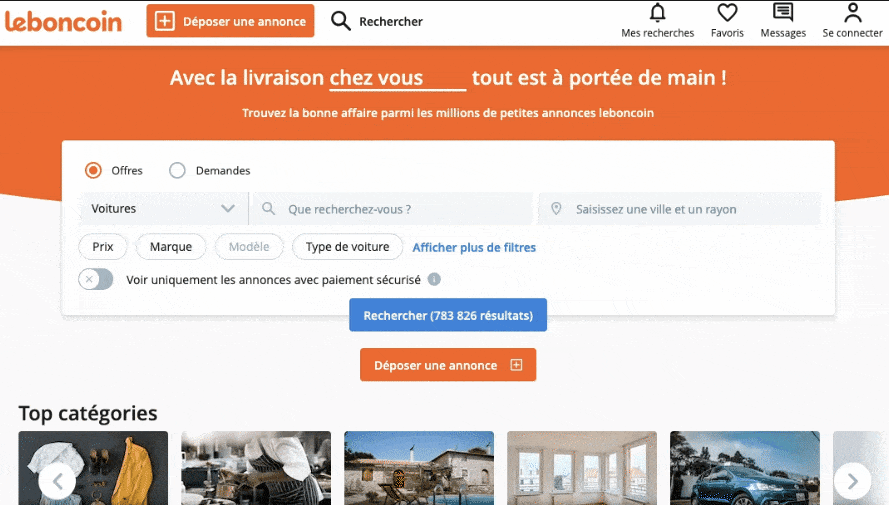 leboncoin
Déposer une annonce
Rechercher
Mes recherches
Favoris
Messages
Se connecter
Avec la livraison chez vous tout est à portée de main !
Trouvez la bonne affaire parmi les millions de petites annonces leboncoin
Offres
Demandes
Voitures
Que recherchez-vous ?
Saisissez une ville et un rayon
Prix
Marque
Modèle
Type de voiture
Afficher plus de filtres
Voir uniquement les annonces avec paiement sécurisé
Rechercher (783 826 résultats)
Déposer une annonce
Top catégories